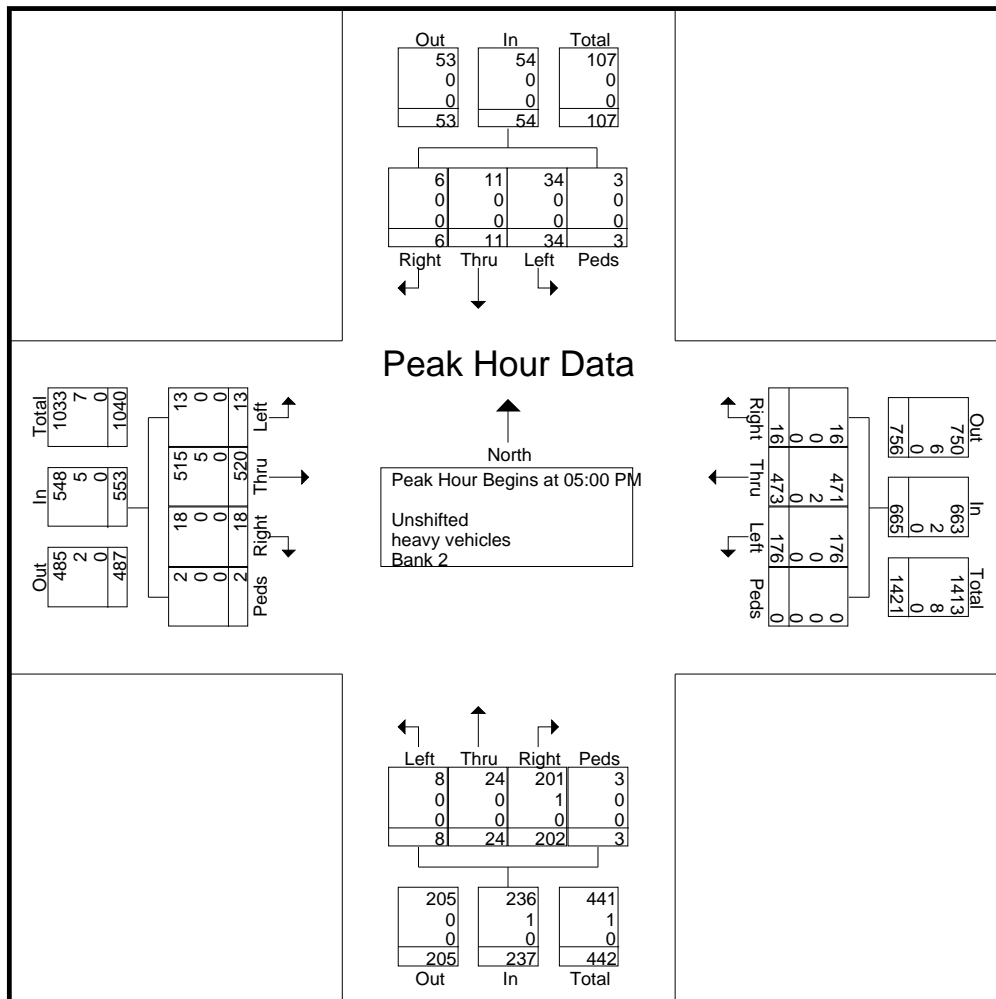 Out In Total
53 54 107
0 0 0
0 0 0
53 54 107
6 11 34 3
0 0 0 0
0 0 0 0
6 11 34 3
Right Thru Left Peds
Peak Hour Data
North
Peak Hour Begins at 05:00 PM
Unshifted
heavy vehicles
Bank 2
Total
1033
7
0
1040
In
548
5
0
553
Out
485
2
0
487
13
0
0
13
Left
515
5
0
520
Thru
18
0
0
18
Right
2
0
0
2
Peds
Right
16
0
0
16
Thru
471
2
0
473
Left
176
0
0
176
Peds
0
0
0
0
Out
750
6
0
756
In
663
2
0
665
Total
1413
8
0
1421
Left Thru Right Peds
8 24 201 3
0 0 1 0
0 0 0 0
8 24 202 3
205 236 441
0 1 1
0 0 0
205 237 442
Out In Total